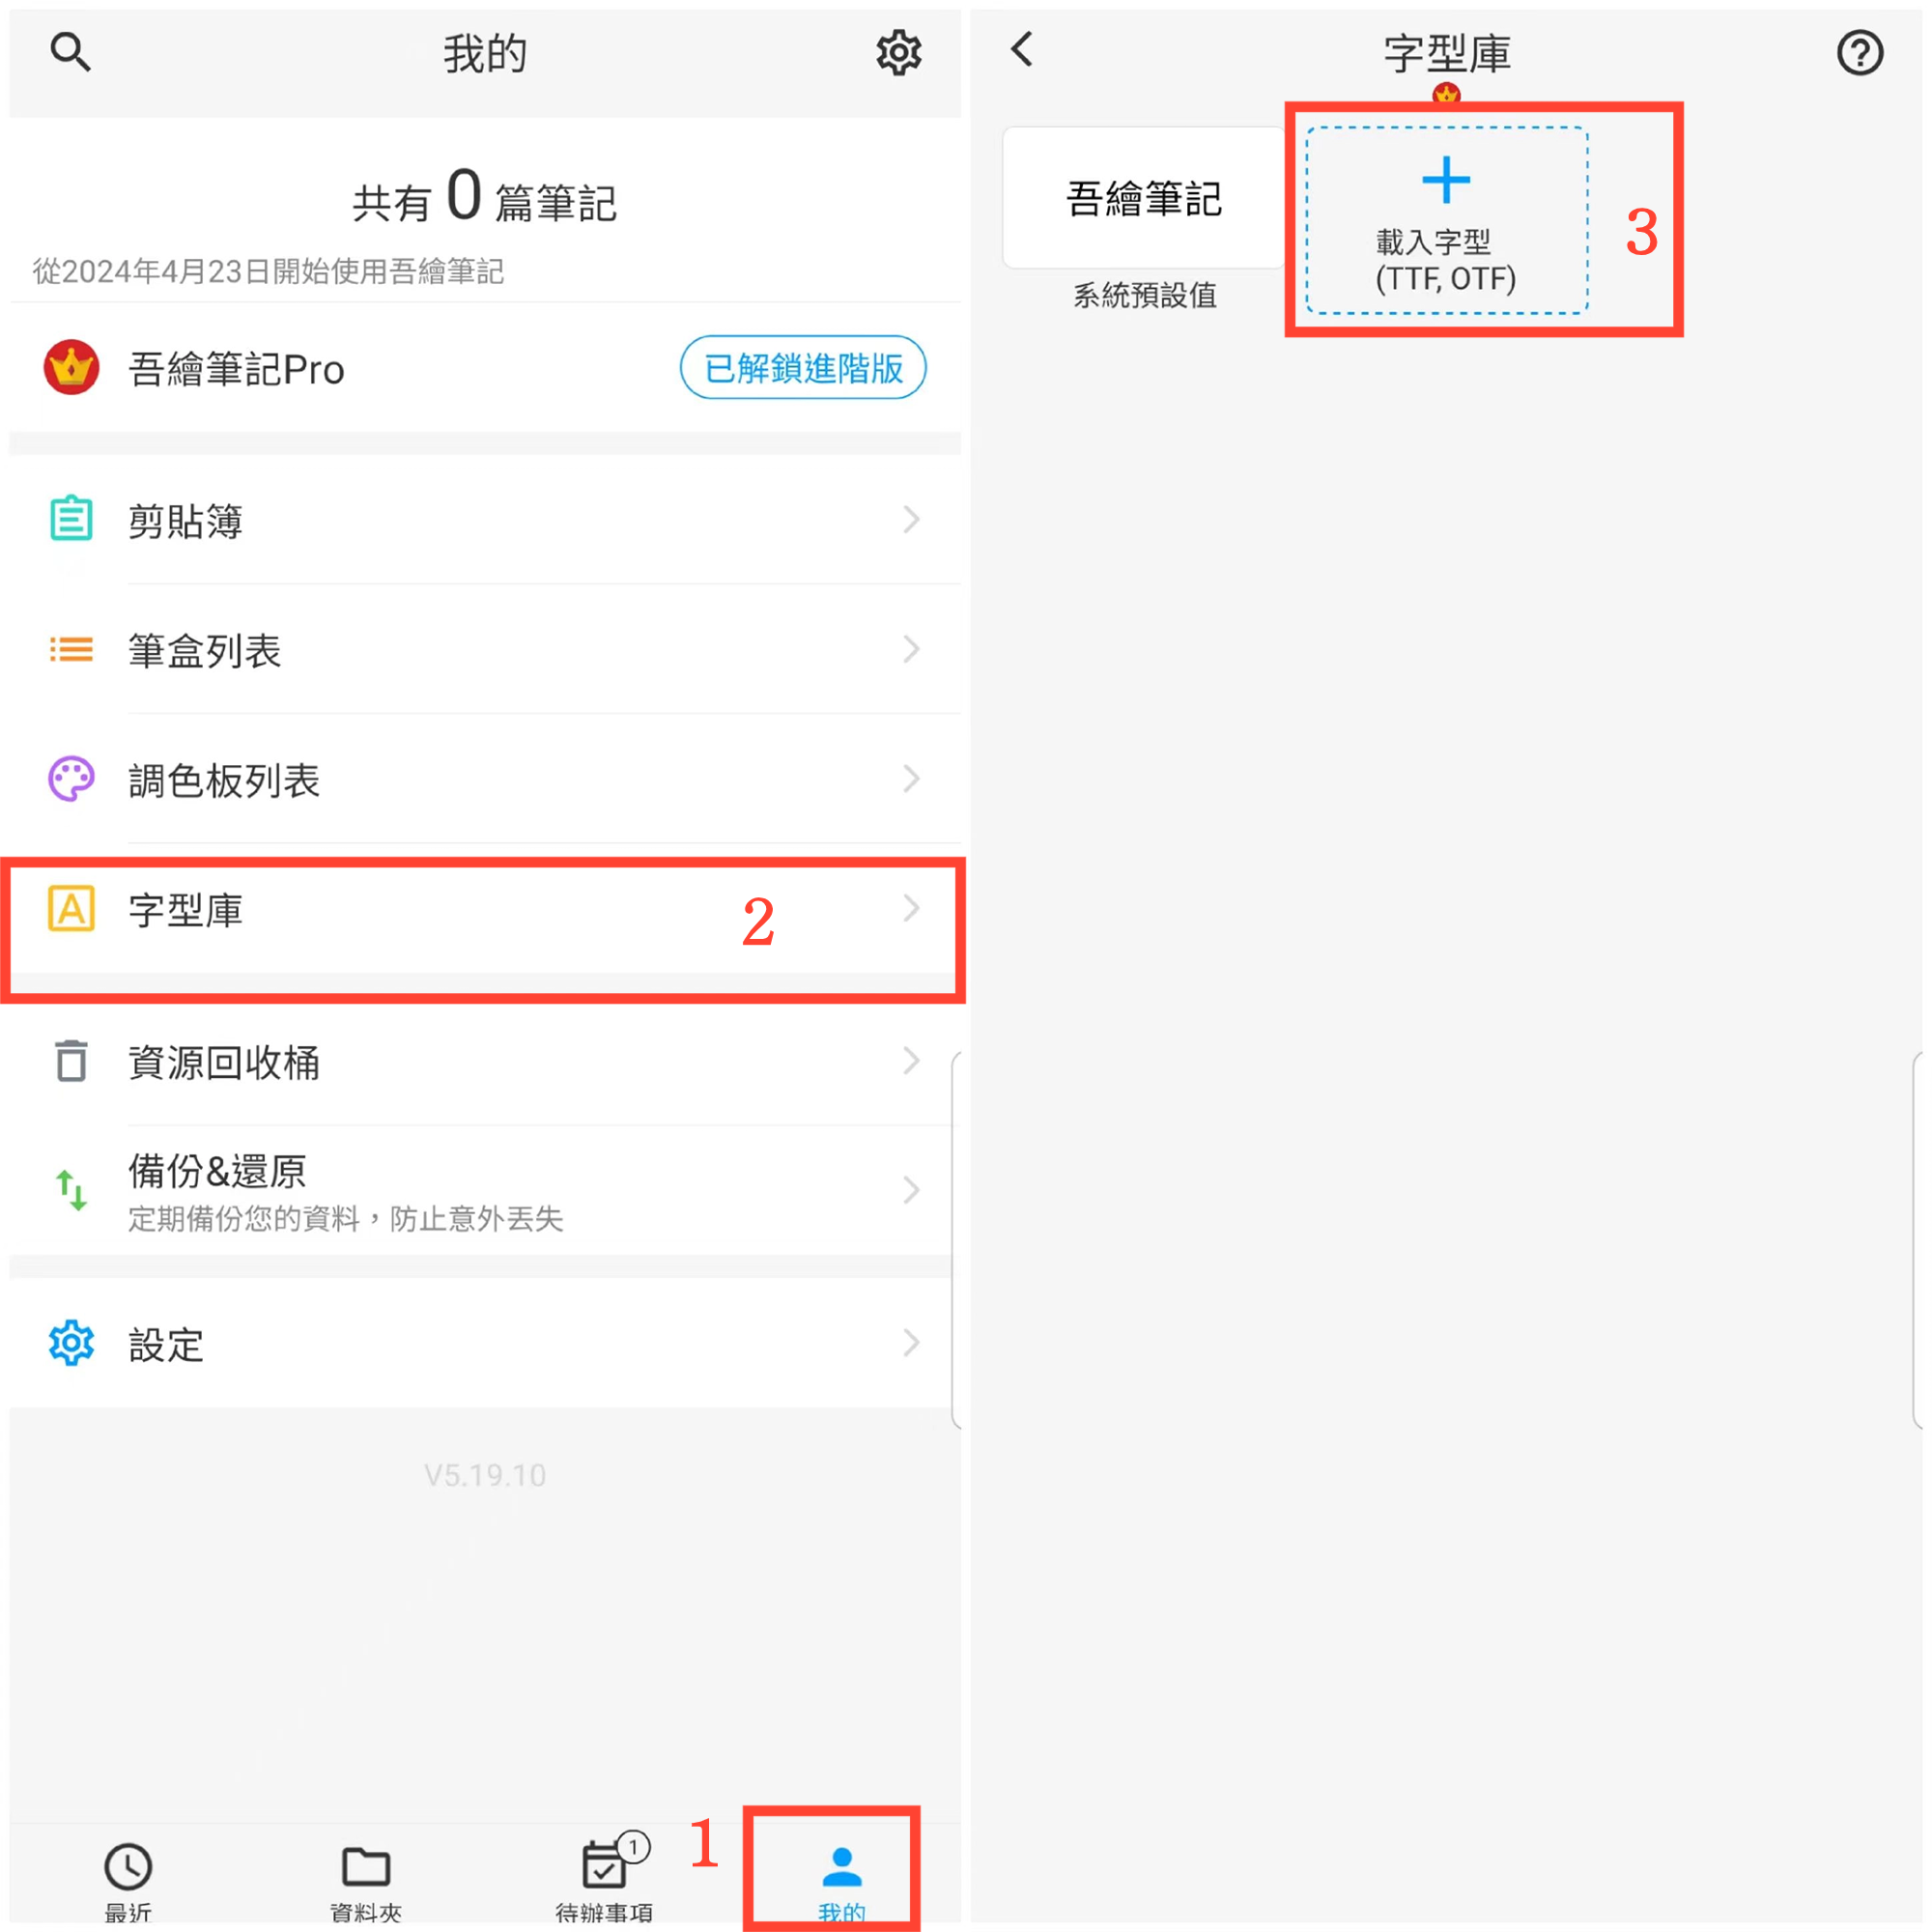 我的
共有 0 篇筆記
從2024年4月23日開始使用吾繪筆記
吾繪筆記Pro
已解鎖進階版
剪貼簿
筆盒列表
調色板列表
字型庫
2
資源回收桶
備份&還原
定期備份您的資料，防止意外丟失
設定
V5.19.10
1
最近
資料夾
待辦事項
1
我的
字型庫
吾繪筆記
系統預設值
載入字型
(TTF, OTF)
3